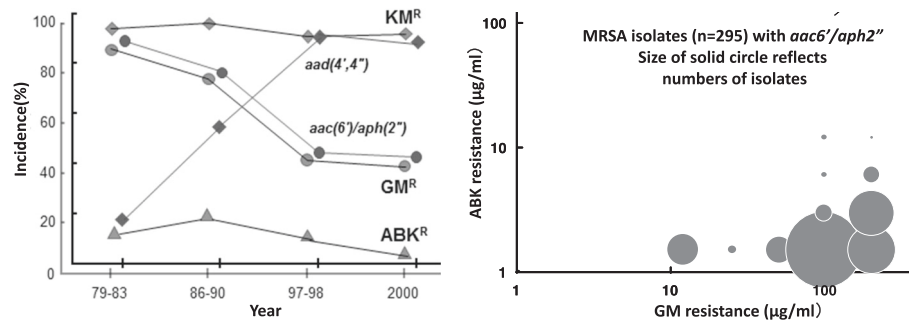 100
80
60
40
20
0
Incidence(%)
KMᴿ
aad(4',4")
aac(6')/aph(2")
GMᴿ
ABKᴿ
79-83
86-90
97-98
2000
Year
100
10
1
ABK resistance (μg/ml)
MRSA isolates (n=295) with aac6'/aph2"
Size of solid circle reflects
numbers of isolates
1
10
100
GM resistance (μg/ml)